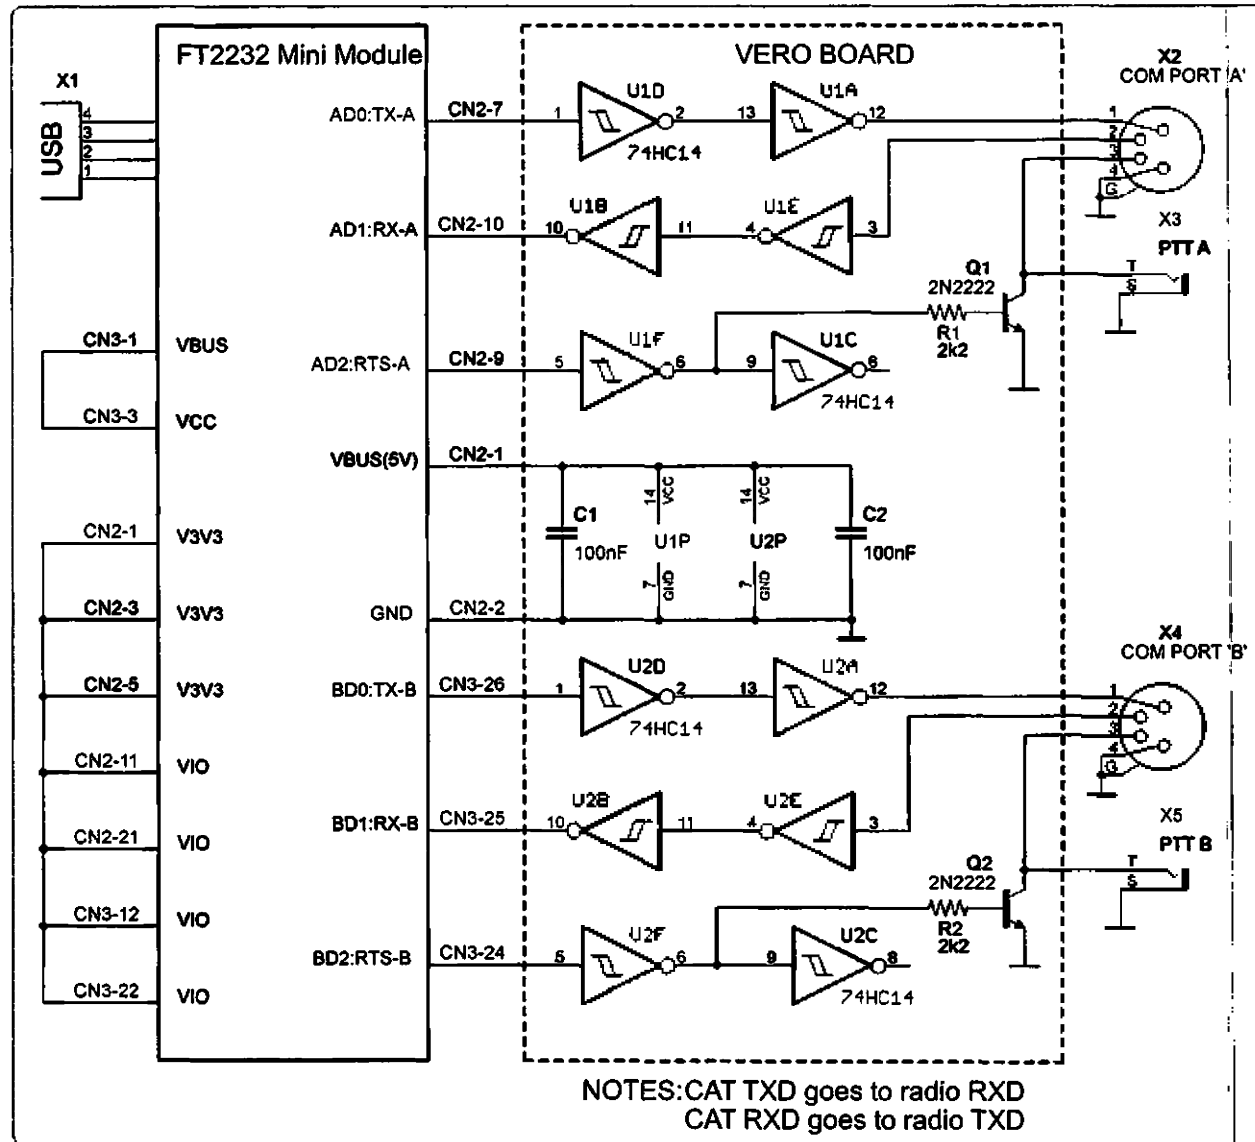 FT2232 Mini Module
VERO BOARD
X1
USB
4
3
2
1
AD0:TX-A
CN2-7
1
U1D
2
74HC14
13
U1A
12
X2
COM PORT 'A'
1
2
3
4
G
AD1:RX-A
CN2-10
10
U1B
11
4
U1E
3
X3
PTT A
T
S
Q1
2N2222
R1
2k2
CN3-1
VBUS
AD2:RTS-A
CN2-9
5
U1F
6
9
U1C
8
74HC14
CN3-3
VCC
VBUS(5V)
CN2-1
14
VCC
14
VCC
C1
100nF
U1P
U2P
C2
100nF
7
GND
7
GND
CN2-1
V3V3
CN2-3
V3V3
GND
CN2-2
CN2-5
V3V3
BD0:TX-B
CN3-26
1
U2D
2
74HC14
13
U2A
12
X4
COM PORT 'B'
1
2
3
4
G
CN2-11
VIO
BD1:RX-B
CN3-25
10
U2B
11
4
U2E
3
CN2-21
VIO
X5
PTT B
T
S
Q2
2N2222
R2
2k2
CN3-12
VIO
BD2:RTS-B
CN3-24
5
U2F
6
9
U2C
8
74HC14
CN3-22
VIO
NOTES:CAT TXD goes to radio RXD
CAT RXD goes to radio TXD